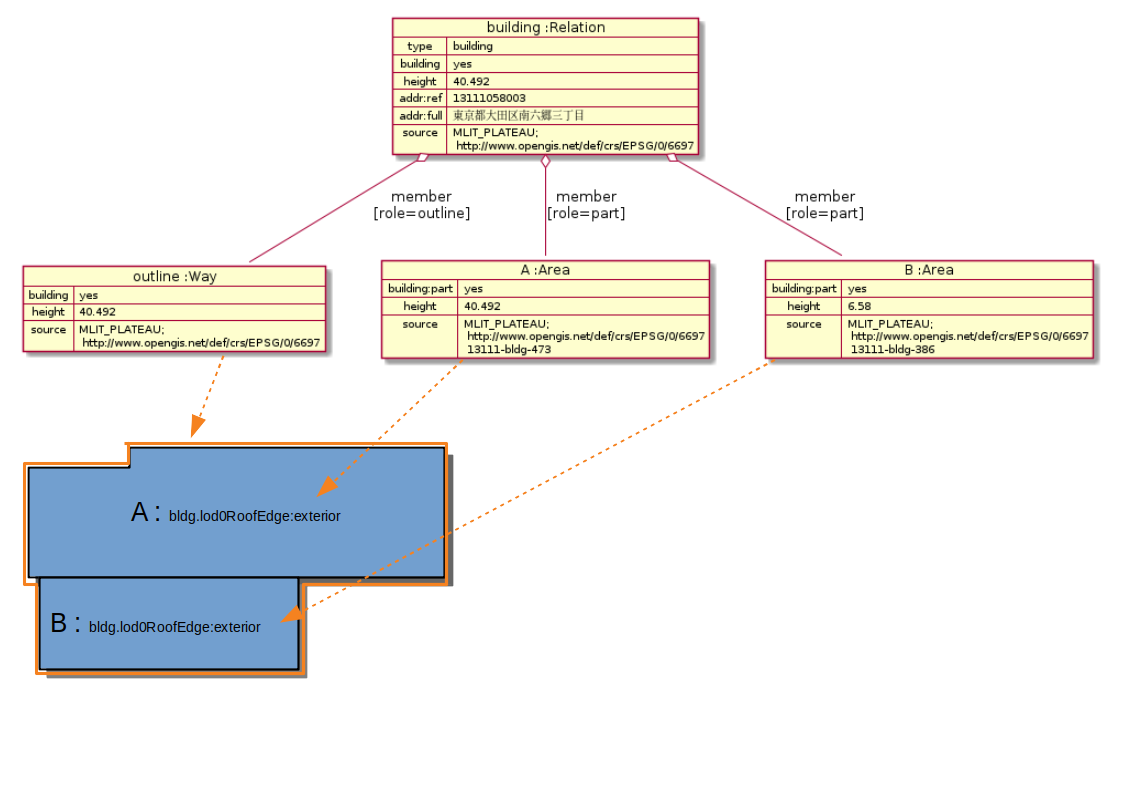 building :Relation
type building
building yes
height 40.492
addr:ref 13111058003
addr:full 東京都大田区南六郷三丁目
source MLIT_PLATEAU;
http://www.opengis.net/def/crs/EPSG/0/6697
member
[role=outline]
member
[role=part]
member
[role=part]
outline :Way
building yes
height 40.492
source MLIT_PLATEAU;
http://www.opengis.net/def/crs/EPSG/0/6697
A :Area
building:part yes
height 40.492
source MLIT_PLATEAU;
http://www.opengis.net/def/crs/EPSG/0/6697
13111-bldg-473
B :Area
building:part yes
height 6.58
source MLIT_PLATEAU;
http://www.opengis.net/def/crs/EPSG/0/6697
13111-bldg-386
A : bldg.lod0RoofEdge:exterior
B : bldg.lod0RoofEdge:exterior